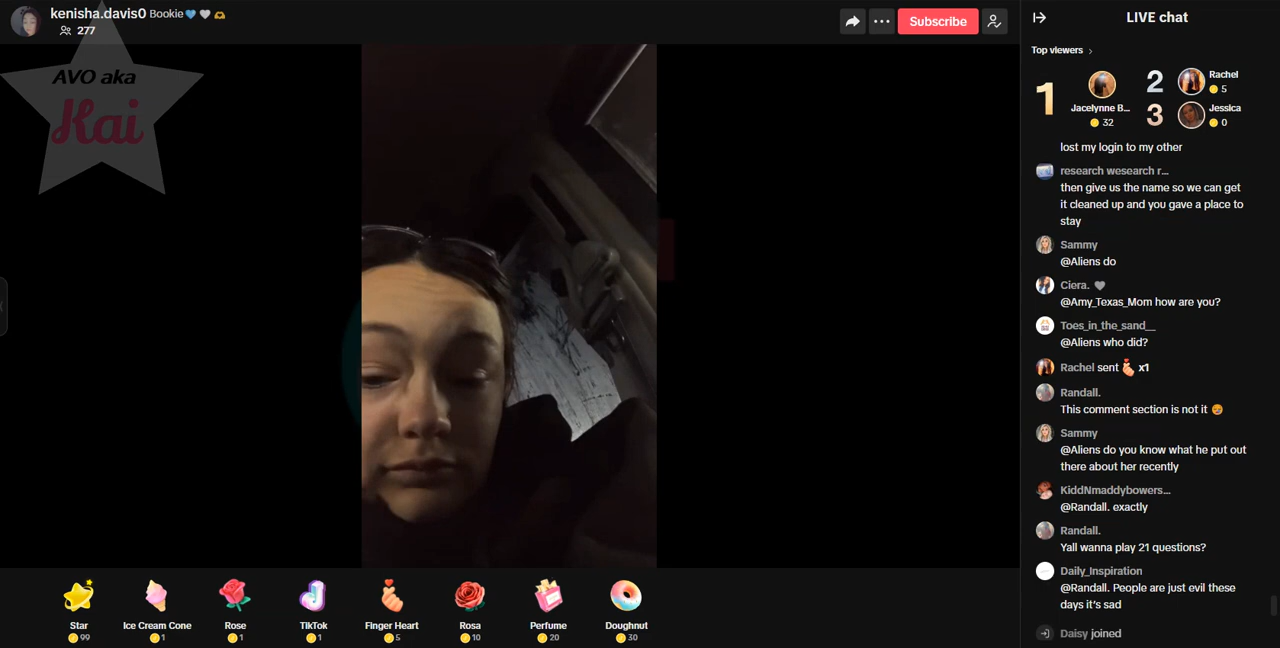 kenisha.davis0 Bookie💙🤍🫶
277
Subscribe
AVO aka
Kai
LIVE chat
Top viewers >
1
Jacelynne B...
32
2
Rachel
5
3
Jessica
0
lost my login to my other
research wesearch r...
then give us the name so we can get
it cleaned up and you gave a place to
stay
Sammy
@Aliens do
Ciera. 🖤
@Amy_Texas_Mom how are you?
Toes_in_the_sand__
@Aliens who did?
Rachel sent x1
Randall.
This comment section is not it
Sammy
@Aliens do you know what he put out
there about her recently
KiddNmaddybowers...
@Randall. exactly
Randall.
Yall wanna play 21 questions?
Daily_Inspiration
@Randall. People are just evil these
days it's sad
Daisy joined
Star
99
Ice Cream Cone
1
Rose
1
TikTok
1
Finger Heart
5
Rosa
10
Perfume
20
Doughnut
30